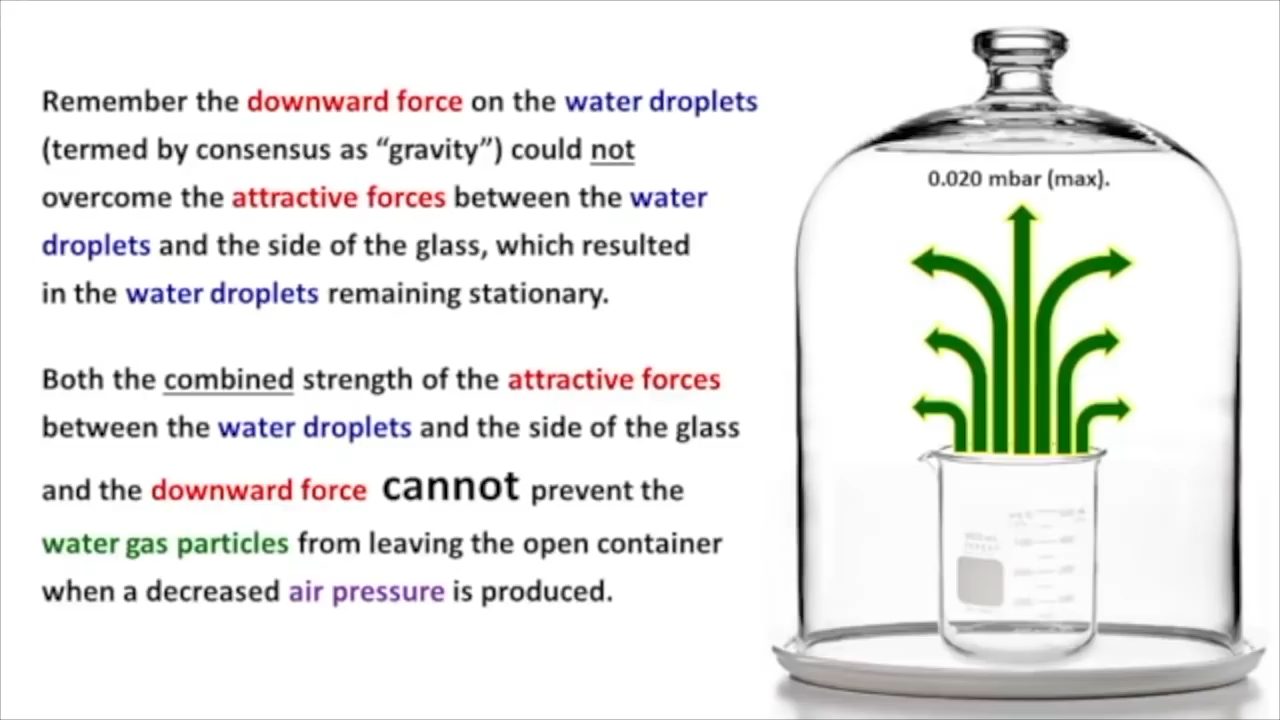 Remember the downward force on the water droplets
(termed by consensus as “gravity”) could not
overcome the attractive forces between the water
droplets and the side of the glass, which resulted
in the water droplets remaining stationary.
Both the combined strength of the attractive forces
between the water droplets and the side of the glass
and the downward force cannot prevent the
water gas particles from leaving the open container
when a decreased air pressure is produced.
0.020 mbar (max).